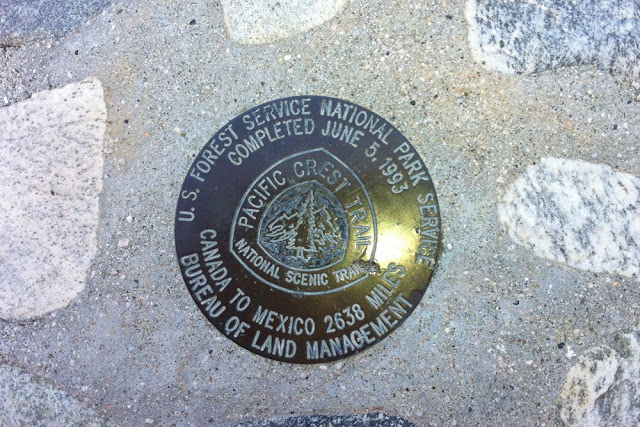 U. S. FOREST SERVICE NATIONAL PARK SERVICE
COMPLETED JUNE 5, 1993
PACIFIC CREST TRAIL
NATIONAL SCENIC TRAIL
CANADA TO MEXICO 2638 MILES
BUREAU OF LAND MANAGEMENT